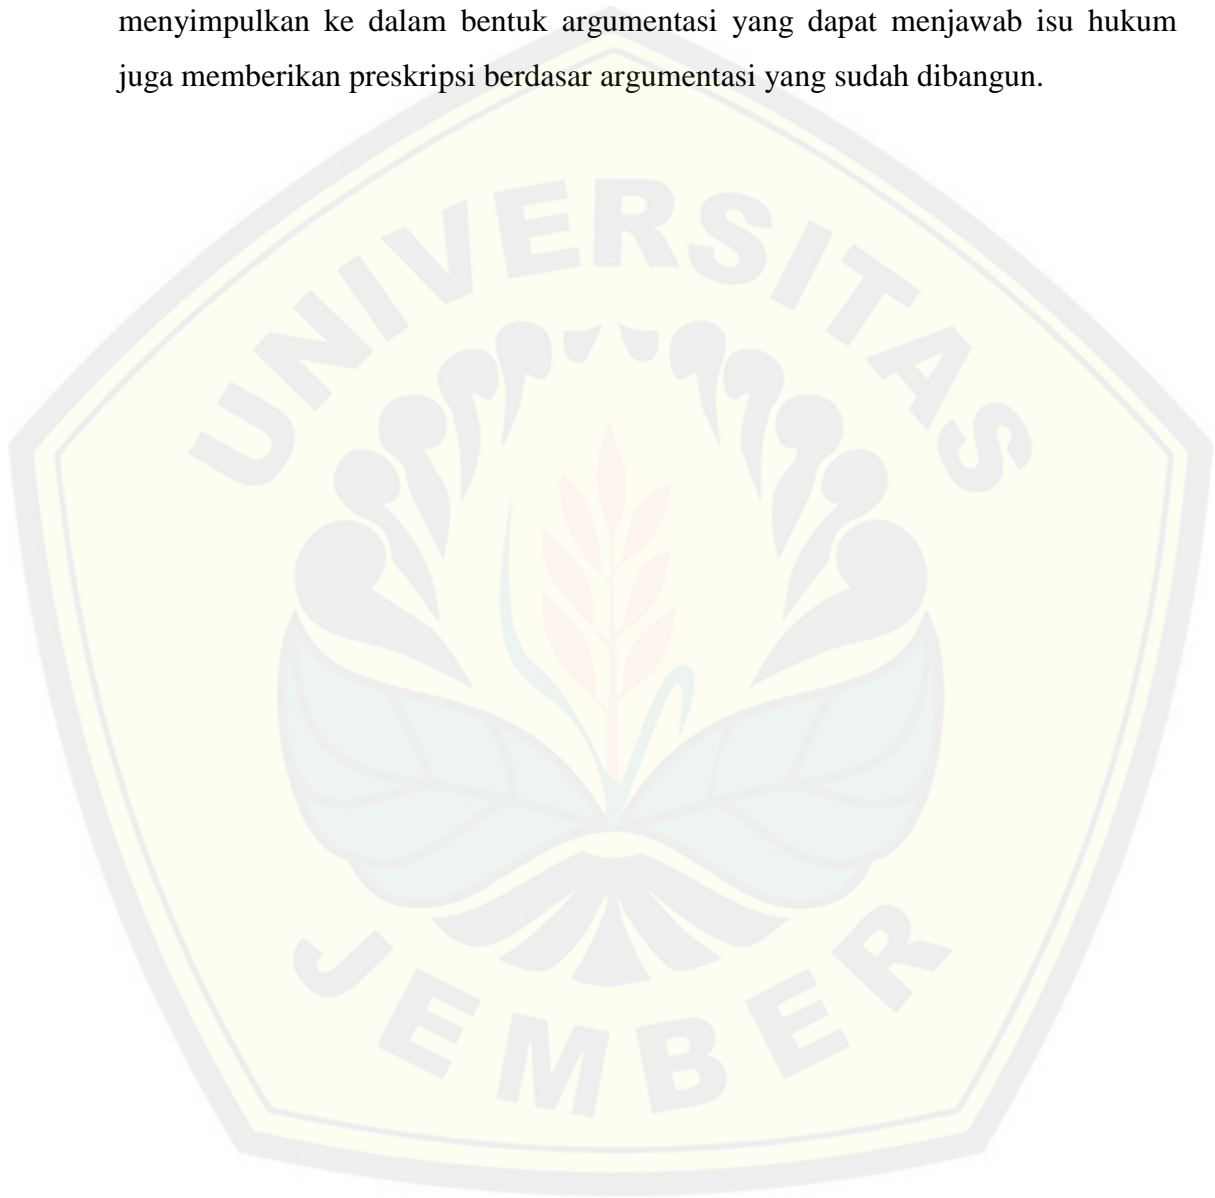 menyimpulkan ke dalam bentuk argumentasi yang dapat menjawab isu hukum
juga memberikan preskripsi berdasar argumentasi yang sudah dibangun.
UNIVERSITAS
JEMBER